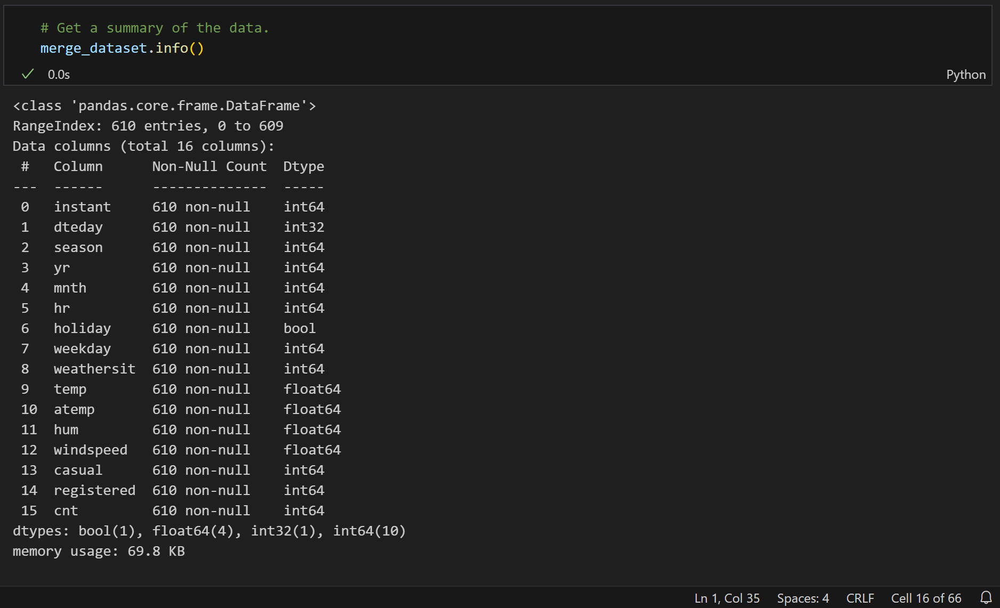 # Get a summary of the data.
merge_dataset.info()
0.0s
Python
<class 'pandas.core.frame.DataFrame'>
RangeIndex: 610 entries, 0 to 609
Data columns (total 16 columns):
 #   Column      Non-Null Count  Dtype
---  ------      --------------  -----
 0   instant     610 non-null    int64
 1   dteday      610 non-null    int32
 2   season      610 non-null    int64
 3   yr          610 non-null    int64
 4   mnth        610 non-null    int64
 5   hr          610 non-null    int64
 6   holiday     610 non-null    bool
 7   weekday     610 non-null    int64
 8   weathersit  610 non-null    int64
 9   temp        610 non-null    float64
 10  atemp       610 non-null    float64
 11  hum         610 non-null    float64
 12  windspeed   610 non-null    float64
 13  casual      610 non-null    int64
 14  registered  610 non-null    int64
 15  cnt         610 non-null    int64
dtypes: bool(1), float64(4), int32(1), int64(10)
memory usage: 69.8 KB
Ln 1, Col 35 Spaces: 4 CRLF Cell 16 of 66